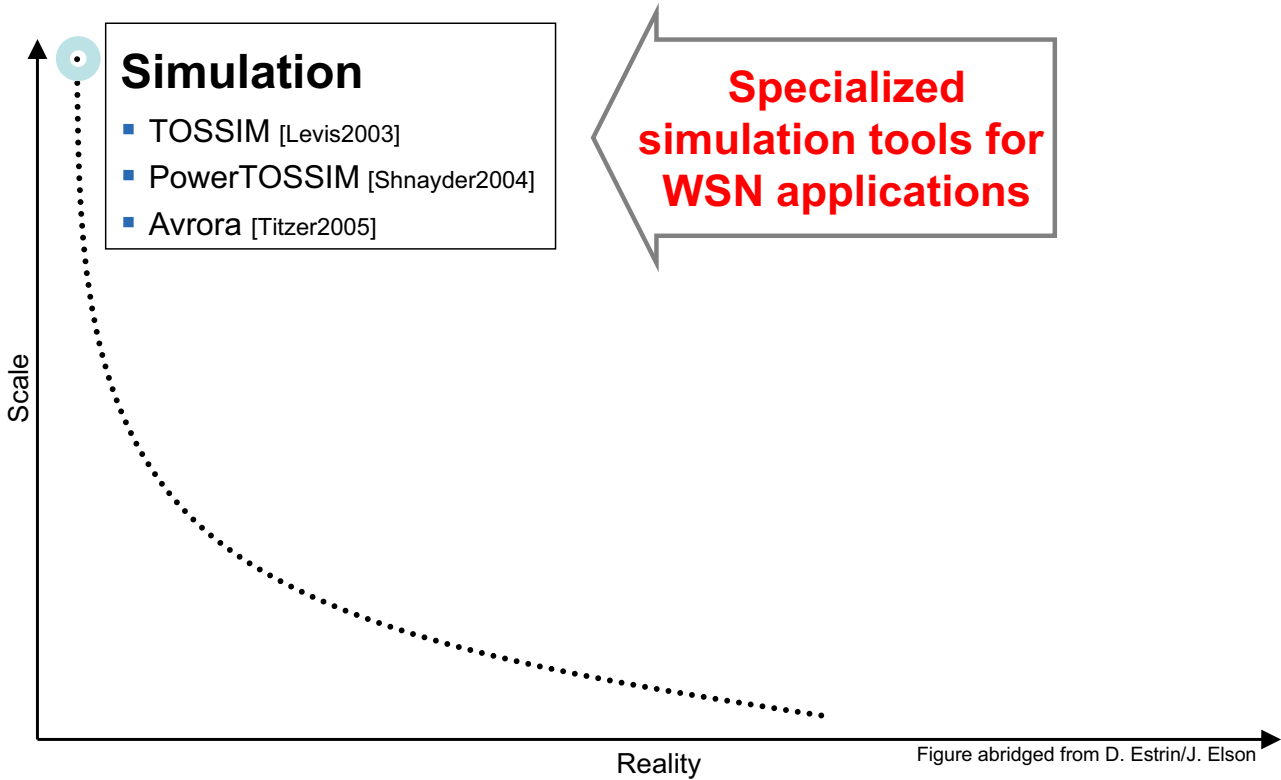 Simulation
▪ TOSSIM [Levis2003]
▪ PowerTOSSIM [Shnayder2004]
▪ Avrora [Titzer2005]
Specialized
simulation tools for
WSN applications
Scale
Reality
Figure abridged from D. Estrin/J. Elson